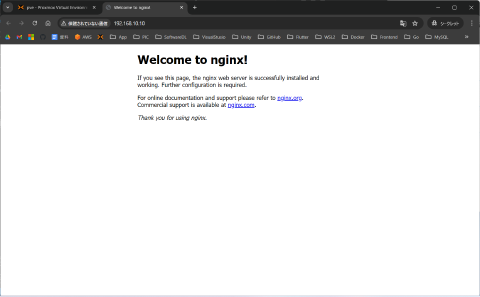 pve - Proxmox Virtual Environm
Welcome to nginx!
保護されていない通信 192.168.10.10 シークレット
AWS App PIC SoftwareDL VisualStudio Unity GitHub Flutter WSL2 Docker Frontend Go MySQL
Welcome to nginx!
If you see this page, the nginx web server is successfully installed and
working. Further configuration is required.
For online documentation and support please refer to nginx.org.
Commercial support is available at nginx.com.
Thank you for using nginx.